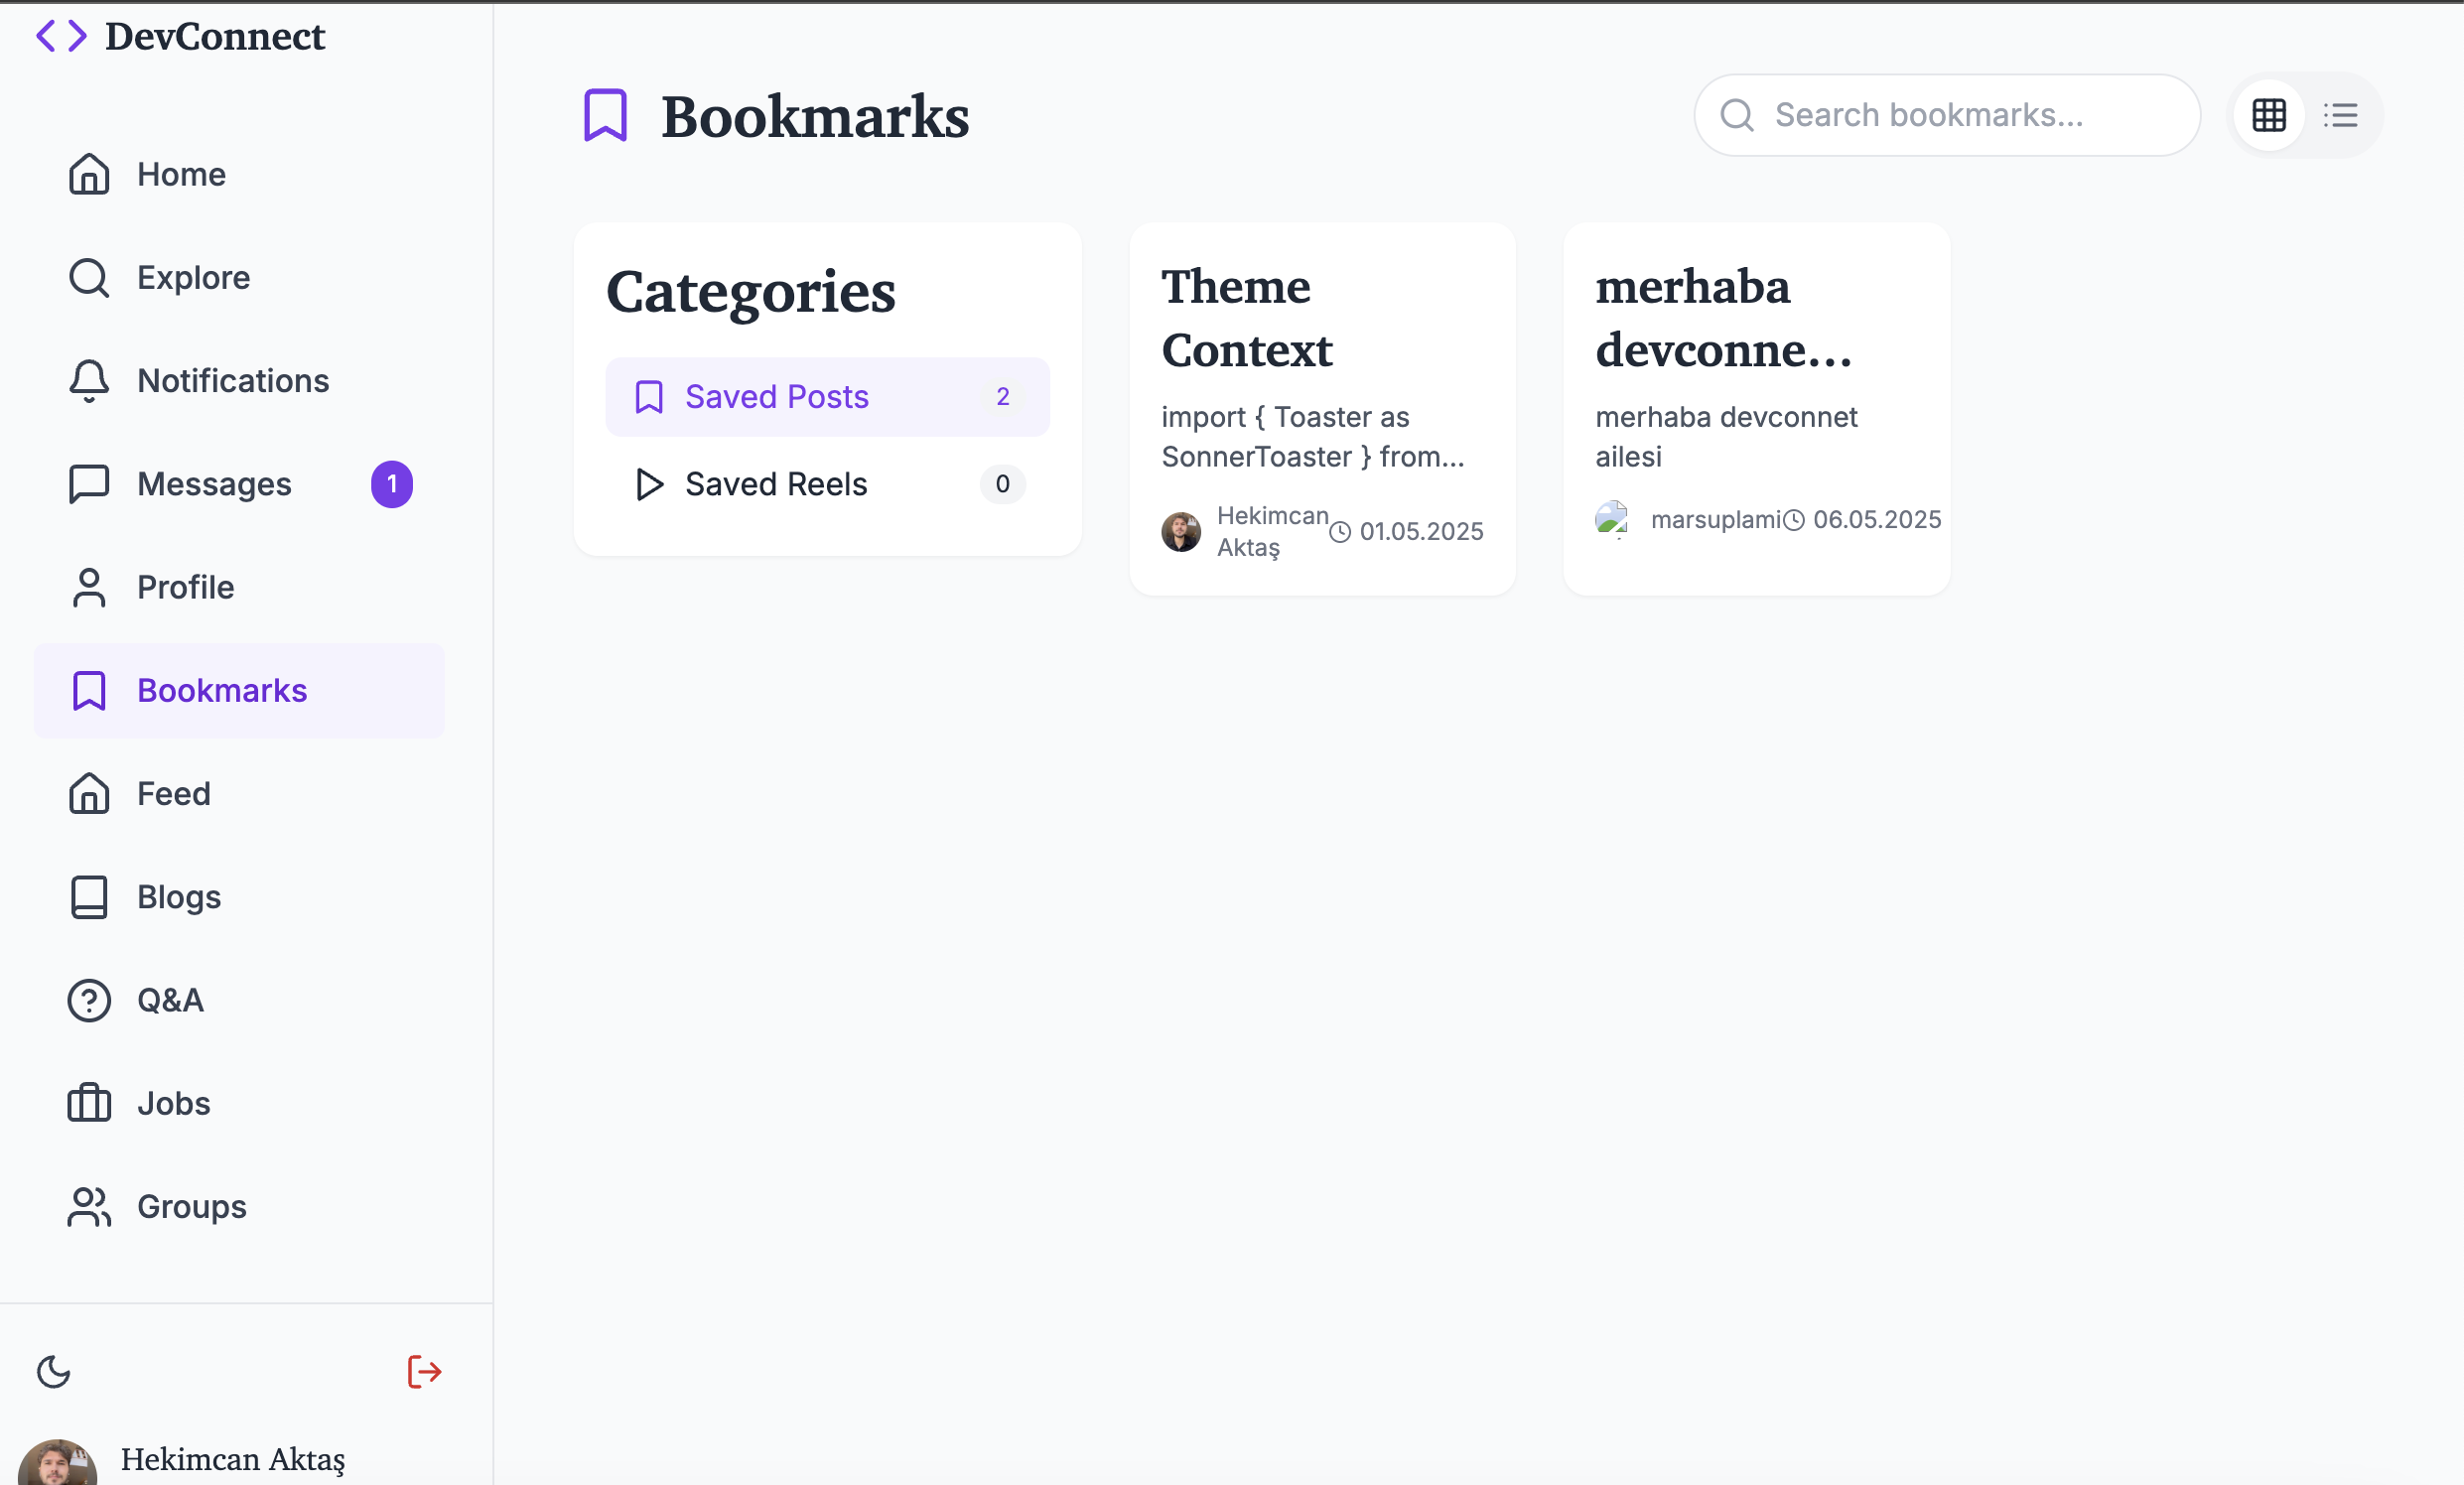 DevConnect
Home
Explore
Notifications
Messages 1
Profile
Bookmarks
Feed
Blogs
Q&A
Jobs
Groups
Hekimcan Aktaş
Bookmarks
Search bookmarks...
Categories
Saved Posts 2
Saved Reels 0
Theme
Context
import { Toaster as
SonnerToaster } from...
Hekimcan
Aktaş
01.05.2025
merhaba
devconne...
merhaba devconnet
ailesi
marsuplami 06.05.2025